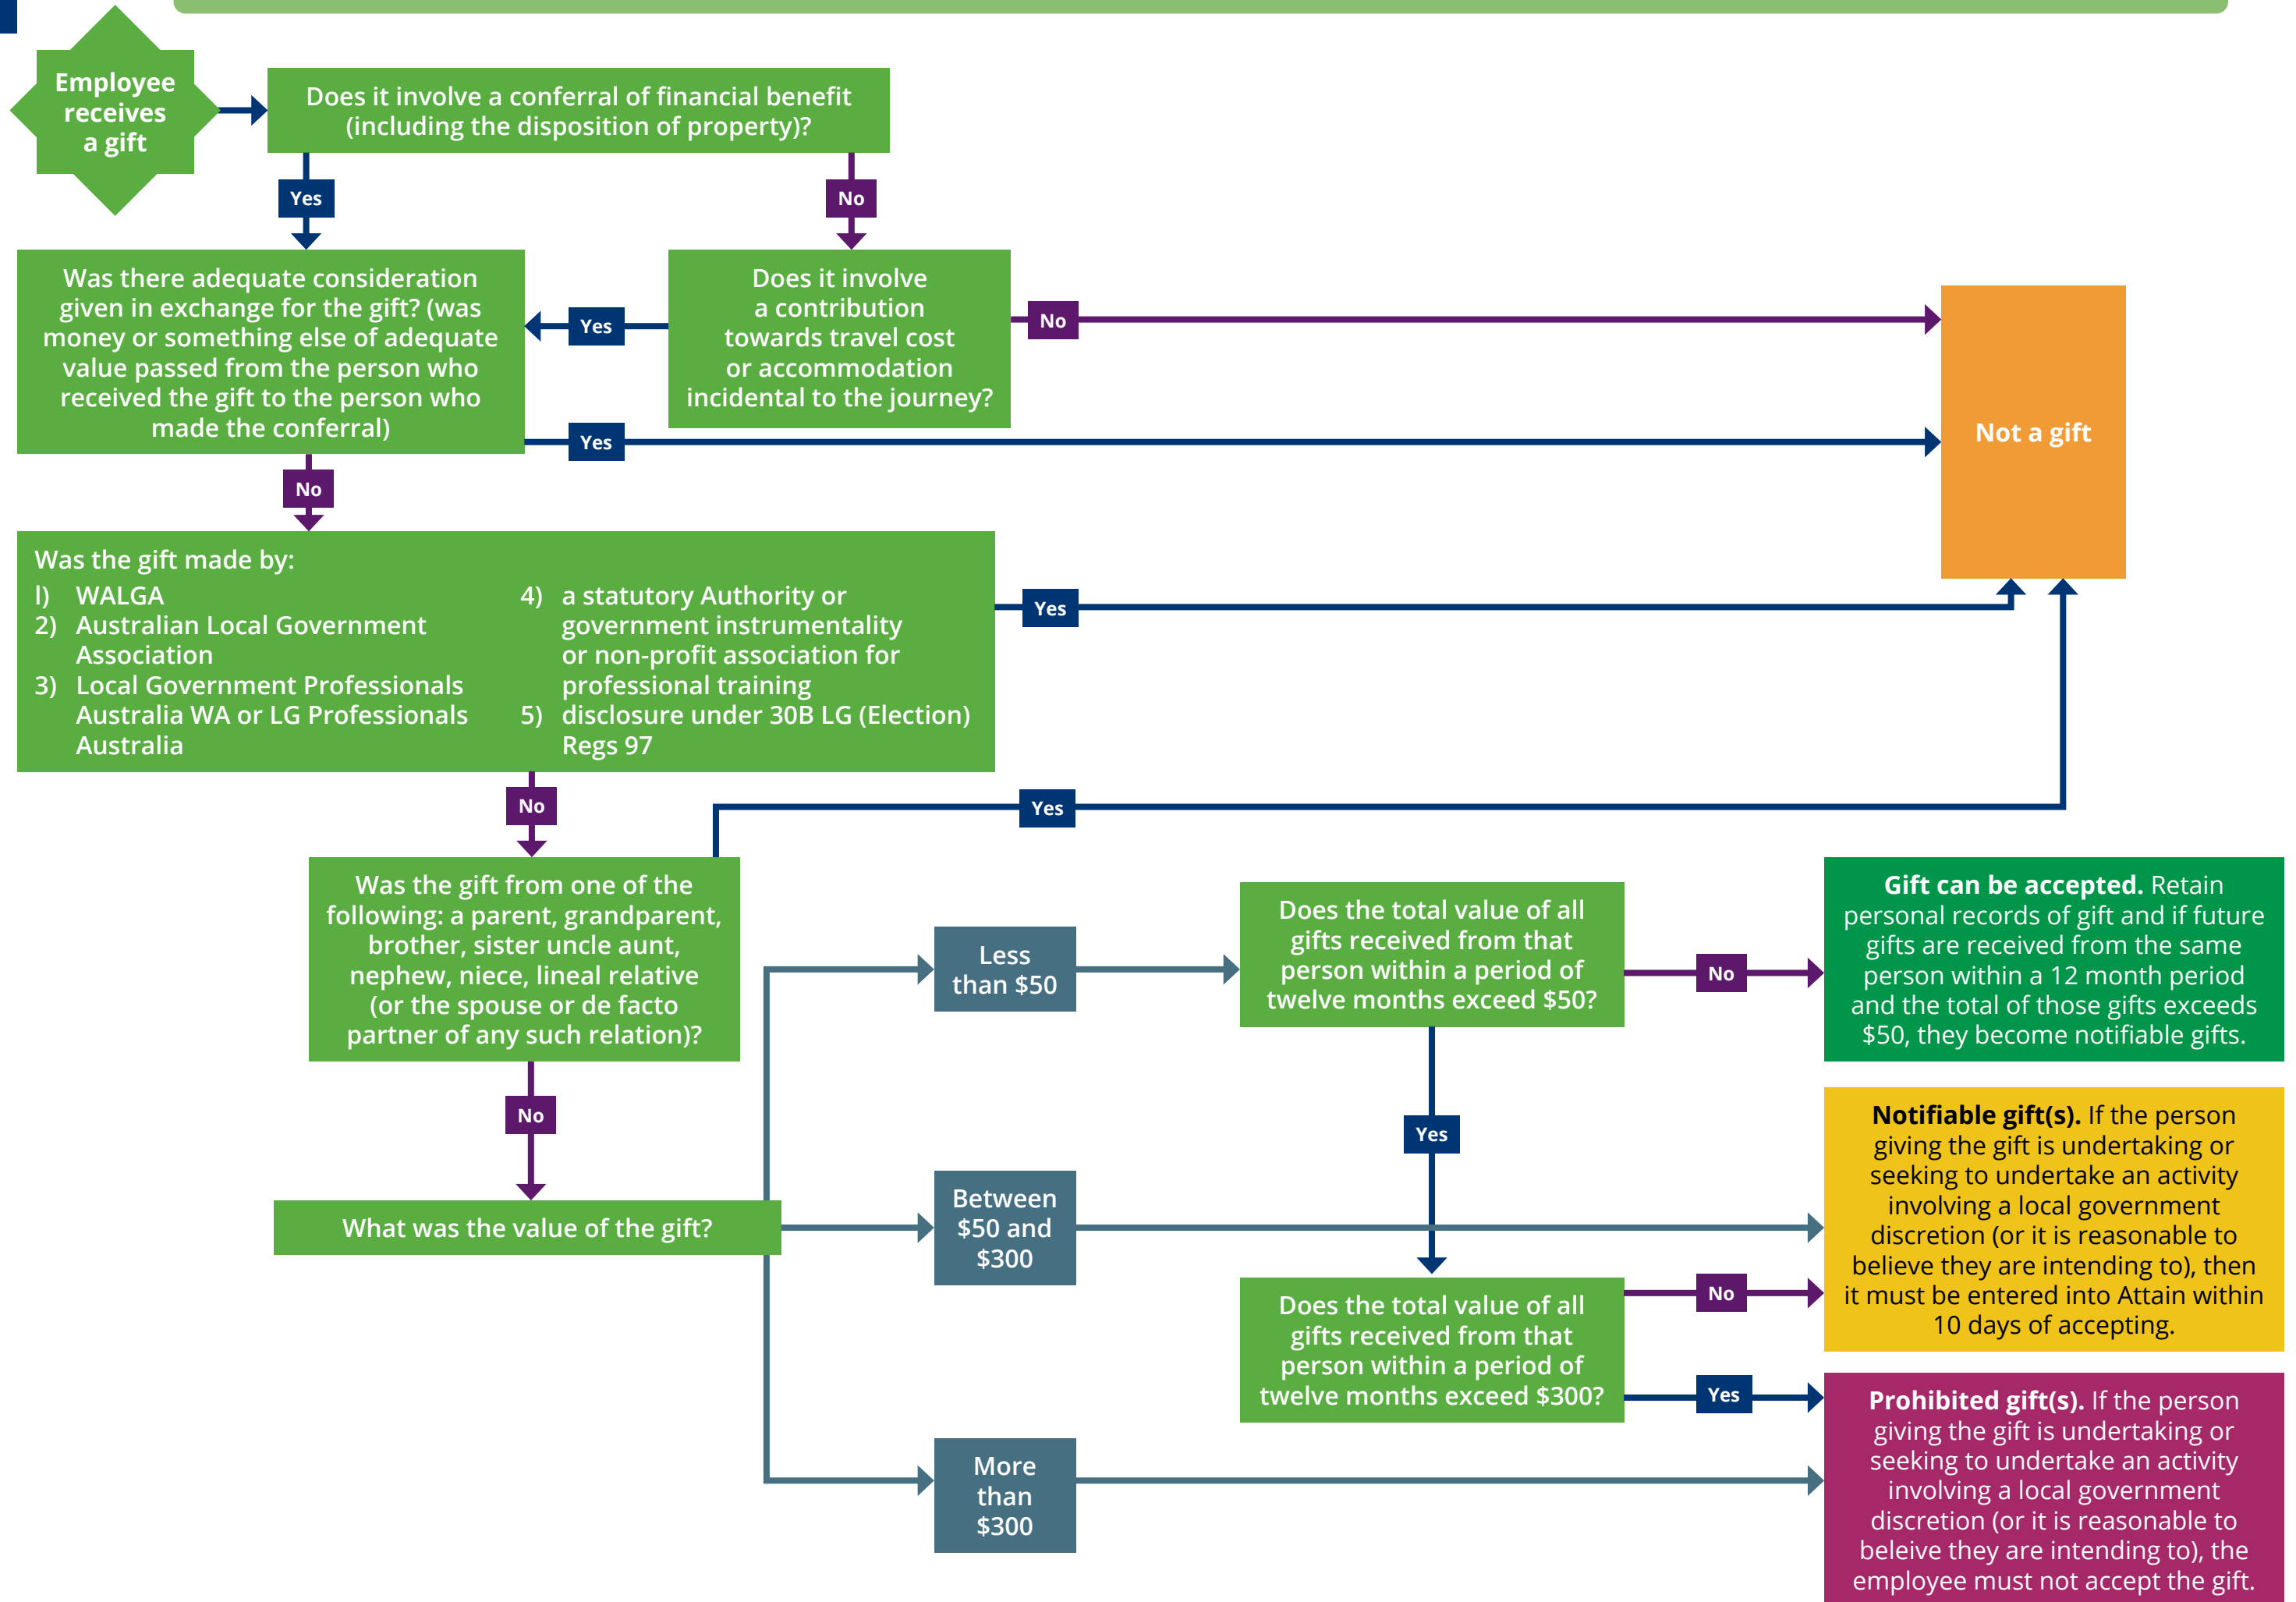 Employee
receives
a gift
Does it involve a conferral of financial benefit
(including the disposition of property)?
Yes
No
Was there adequate consideration
given in exchange for the gift? (was
money or something else of adequate
value passed from the person who
received the gift to the person who
made the conferral)
Yes
Does it involve
a contribution
towards travel cost
or accommodation
incidental to the journey?
No
Yes
Not a gift
No
Was the gift made by:
l) WALGA
2) Australian Local Government
Association
3) Local Government Professionals
Australia WA or LG Professionals
Australia
4) a statutory Authority or
government instrumentality
or non-profit association for
professional training
5) disclosure under 30B LG (Election)
Regs 97
Yes
No
Yes
Was the gift from one of the
following: a parent, grandparent,
brother, sister uncle aunt,
nephew, niece, lineal relative
(or the spouse or de facto
partner of any such relation)?
No
What was the value of the gift?
Less
than $50
Does the total value of all
gifts received from that
person within a period of
twelve months exceed $50?
No
Gift can be accepted. Retain
personal records of gift and if future
gifts are received from the same
person within a 12 month period
and the total of those gifts exceeds
$50, they become notifiable gifts.
Yes
Between
$50 and
$300
Notifiable gift(s). If the person
giving the gift is undertaking or
seeking to undertake an activity
involving a local government
discretion (or it is reasonable to
believe they are intending to), then
it must be entered into Attain within
10 days of accepting.
Does the total value of all
gifts received from that
person within a period of
twelve months exceed $300?
No
Yes
More
than
$300
Prohibited gift(s). If the person
giving the gift is undertaking or
seeking to undertake an activity
involving a local government
discretion (or it is reasonable to
beleive they are intending to), the
employee must not accept the gift.